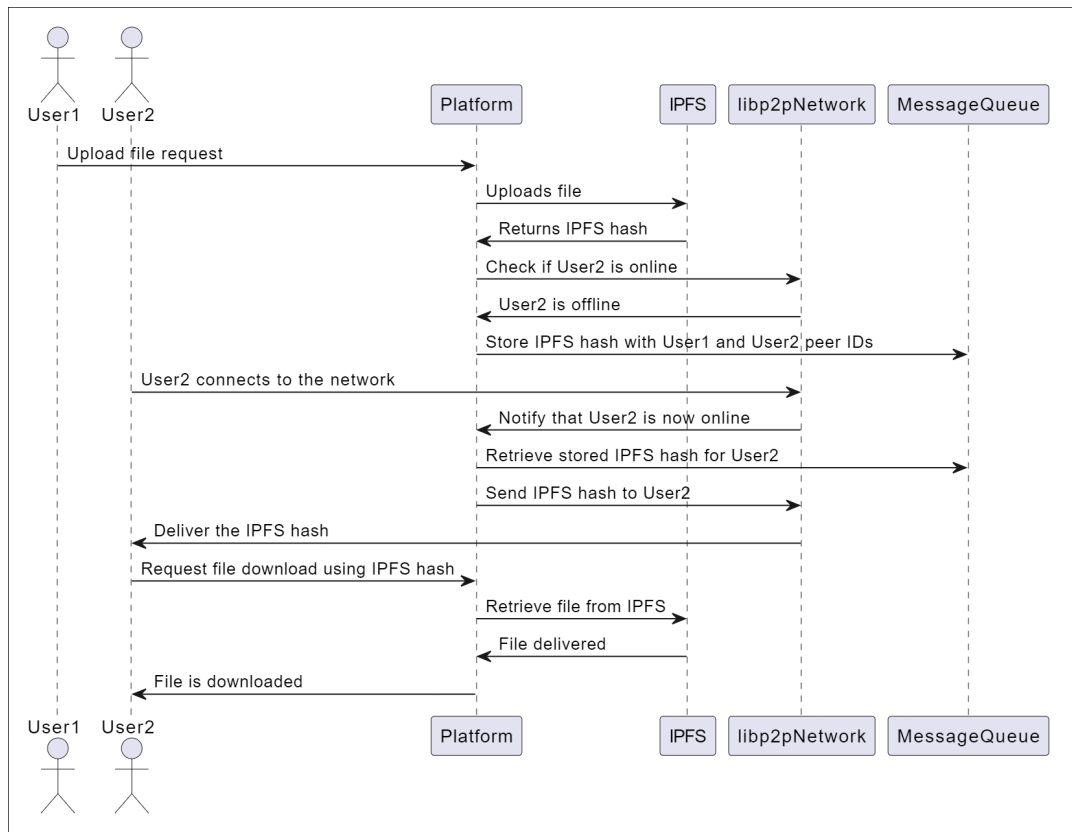 User1 User2 Platform IPFS libp2pNetwork MessageQueue
Upload file request
Uploads file
Returns IPFS hash
Check if User2 is online
User2 is offline
Store IPFS hash with User1 and User2 peer IDs
User2 connects to the network
Notify that User2 is now online
Retrieve stored IPFS hash for User2
Send IPFS hash to User2
Deliver the IPFS hash
Request file download using IPFS hash
Retrieve file from IPFS
File delivered
File is downloaded
User1 User2 Platform IPFS libp2pNetwork MessageQueue